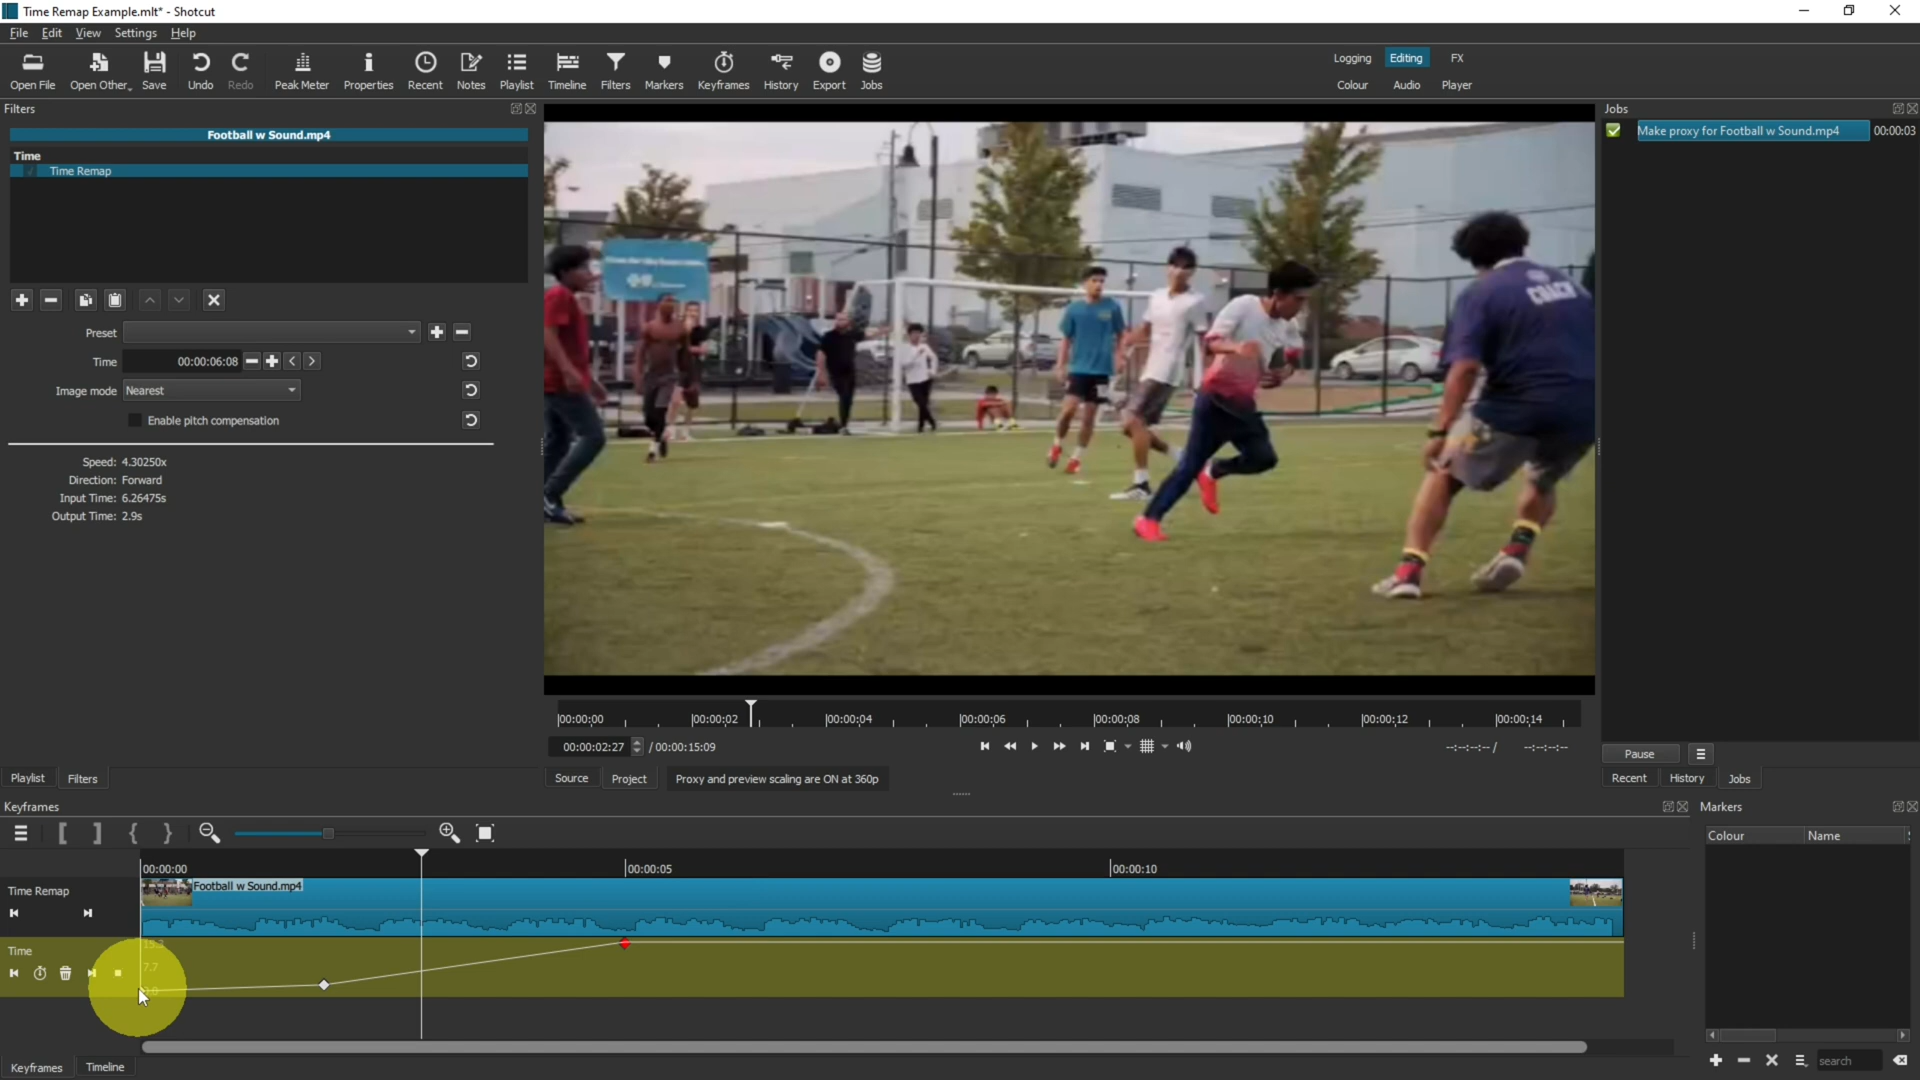 Time Remap Example.mlt* - Shotcut
File Edit View Settings Help
Open File Open Other Save Undo Redo Peak Meter Properties Recent Notes Playlist Timeline Filters Markers Keyframes History Export Jobs
Logging Editing FX
Colour Audio Player
Filters
Football w Sound.mp4
Time
Time Remap
Preset
Time 00:00:06:08
Image mode Nearest
Enable pitch compensation
Speed: 4.30250x
Direction: Forward
Input Time: 6.26475s
Output Time: 2.9s
COACH
00:00:00 00:00:02 00:00:04 00:00:06 00:00:08 00:00:10 00:00:12 00:00:14
00:00:02:27 / 00:00:15:09
--:--:--:-- / --:--:--:--
Source Project Proxy and preview scaling are ON at 360p
Jobs
Make proxy for Football w Sound.mp4 00:00:03
Pause
Recent History Jobs
Playlist Filters
Keyframes
00:00:00 00:00:05 00:00:10
Time Remap
Football w Sound.mp4
Time
15.3
7.7
0.0
Keyframes Timeline
Markers
Colour Name
search